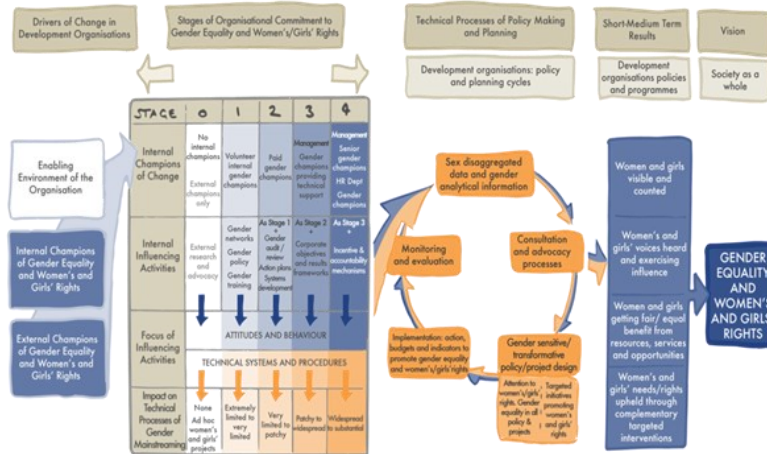 Drivers of Change in
Development Organisations
Stages of Organisational Commitment to
Gender Equality and Women's/Girls' Rights
Technical Processes of Policy Making
and Planning
Short-Medium Term
Results
Vision
Development organisations: policy
and planning cycles
Development
organisations policies
and programmes
Society as a
whole
STAGE 0 1 2 3 4
Enabling
Environment of the
Organisation
Internal Champions
of Gender Equality
and Women's and
Girls' Rights
External Champions
of Gender Equality
and Women's and
Girls' Rights
Internal
Champions
of Change
No
internal
champions
External
champions
only
Volunteer
internal
gender
champions
Paid
gender
champions
Management
Gender
champions
providing
technical
support
Management
Senior
gender
champions
HR Dept
Gender
champions
Internal
Influencing
Activities
External
research
and
advocacy
Gender
networks
Gender
policy
Gender
training
As Stage 1
+
Gender
audit /
review
Action plans
Systems
development
As Stage 2
+
Corporate
objectives
and results
frameworks
As Stage 3
+
Incentive &
accountability
mechanisms
Focus of
Influencing
Activities
ATTITUDES AND BEHAVIOUR
TECHNICAL SYSTEMS AND PROCEDURES
Impact on
Technical
Processes of
Gender
Mainstreaming
None
Ad hoc
women's
and girls'
projects
Extremely
limited to
very
limited
Very
limited to
patchy
Patchy to
widespread
Widespread
to
substantial
Sex disaggregated
data and gender
analytical information
Consultation
and advocacy
processes
Gender sensitive/
transformative
policy/project design
Attention to
women's/girls'
rights. Gender
equality in all
policy & projects
Targeted
initiatives
promoting
women's
and girls'
rights
Implementation: action,
budgets and indicators to
promote gender equality
and women's/girls' rights
Monitoring
and evaluation
Women and girls
visible and
counted
Women's and
girls' voices heard
and exercising
influence
Women and girls
getting fair/ equal
benefit from
resources, services
and opportunities
Women's and
girls' needs/rights
upheld through
complementary
targeted
interventions
GENDER
EQUALITY
AND
WOMEN'S
AND GIRLS'
RIGHTS